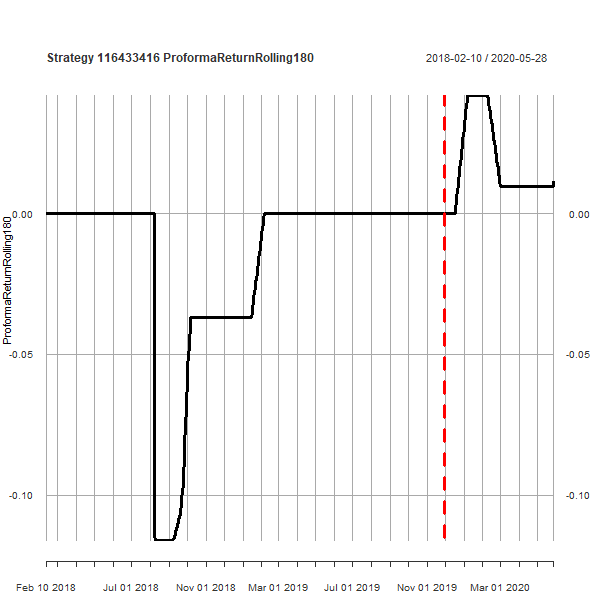 Strategy 116433416 ProformaReturnRolling180
2018-02-10 / 2020-05-28
ProformaReturnRolling180
0.00
0.00
-0.05
-0.05
-0.10
-0.10
Feb 10 2018
Jul 01 2018
Nov 01 2018
Mar 01 2019
Jul 01 2019
Nov 01 2019
Mar 01 2020